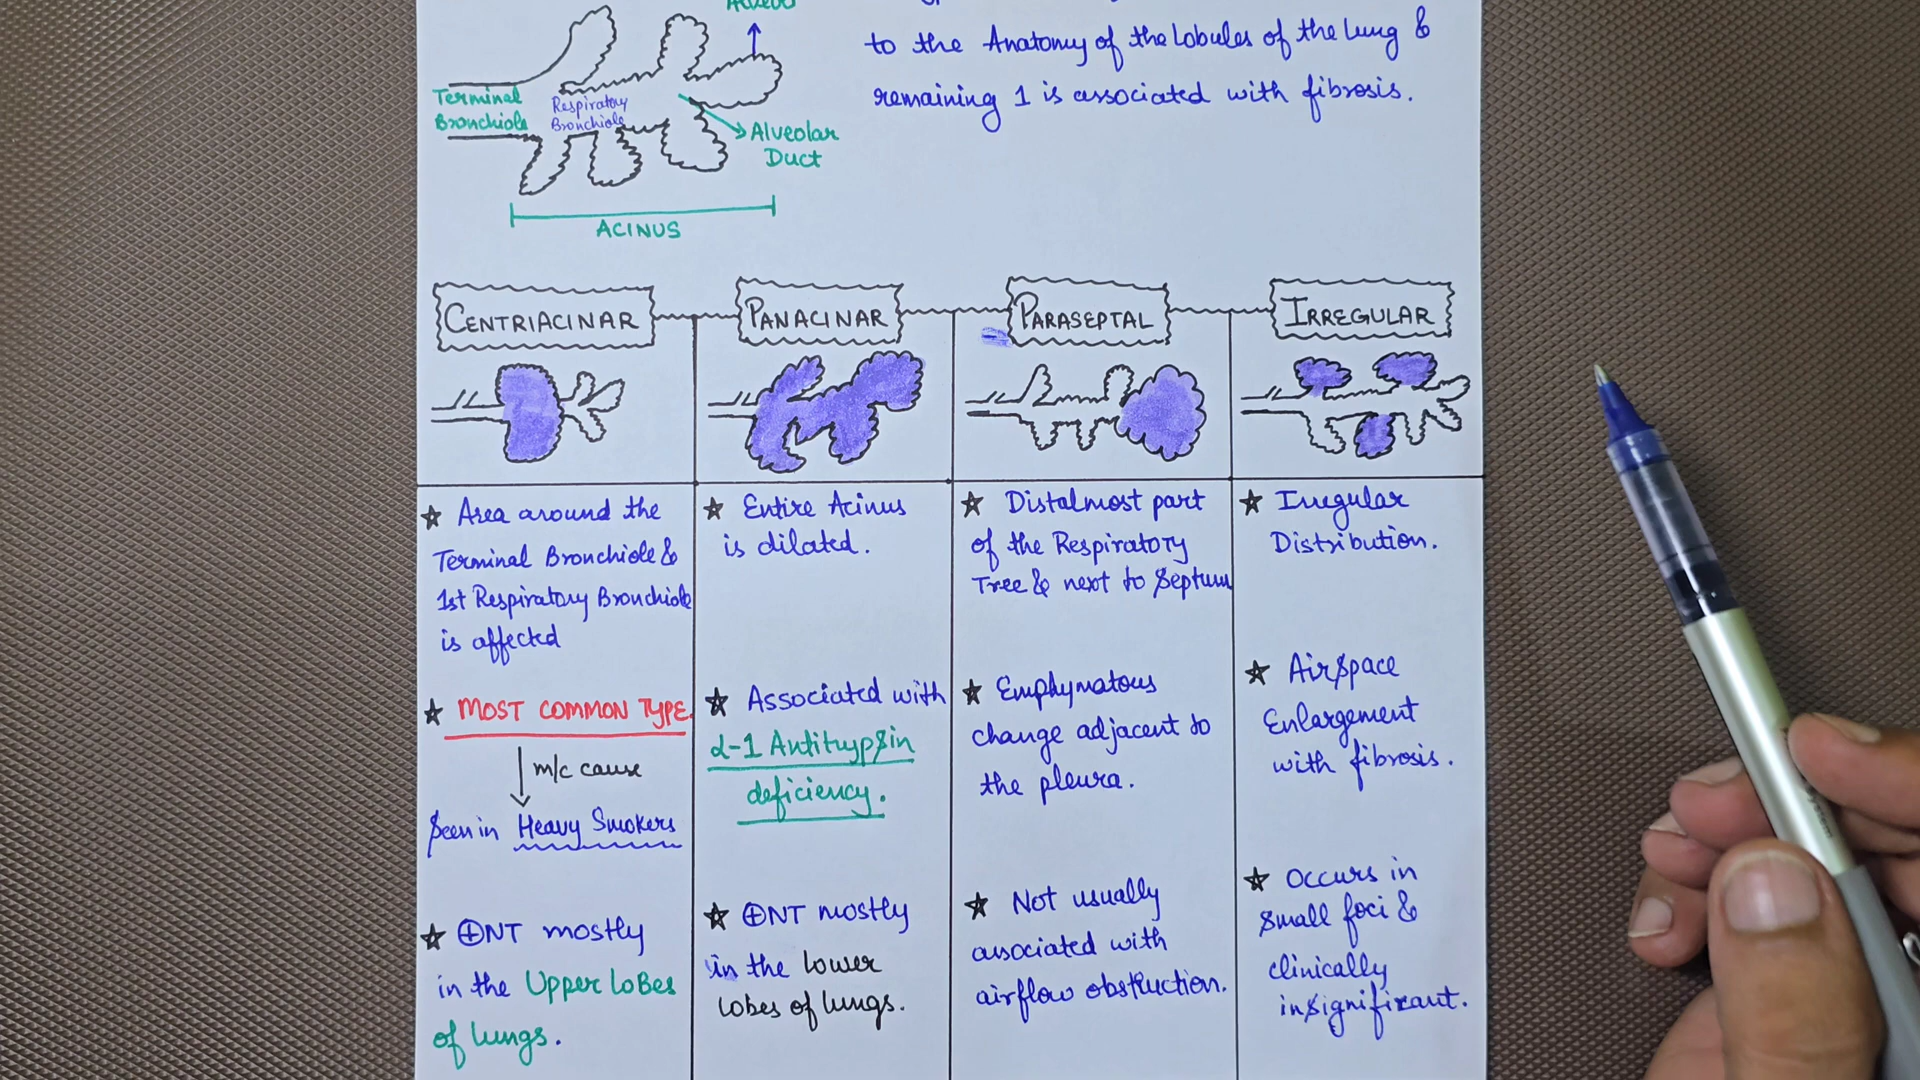 to the Anatomy of the Lobules of the Lung &
remaining 1 is associated with fibrosis.
Terminal
Bronchiole
Respiratory
Bronchiole
Alveolar
Duct
ACINUS
CENTRIACINAR
PANACINAR
PARASEPTAL
IRREGULAR
☆ Area around the
Terminal Bronchiole &
1st Respiratory Bronchiole
is affected
☆ MOST COMMON TYPE.
m/c cause
Seen in Heavy Smokers
☆ ⊕NT mostly
in the Upper Lobes
of lungs.
☆ Entire Acinus
is dilated.
☆ Associated with
α-1 Antitrypsin
deficiency.
☆ ⊕NT mostly
in the lower
lobes of lungs.
☆ Distalmost part
of the Respiratory
Tree & next to Septum
☆ Emphymatous
change adjacent to
the pleura.
☆ Not usually
associated with
airflow obstruction.
☆ Irregular
Distribution.
☆ Airspace
Enlargement
with fibrosis.
☆ Occurs in
small foci &
clinically
insignificant.